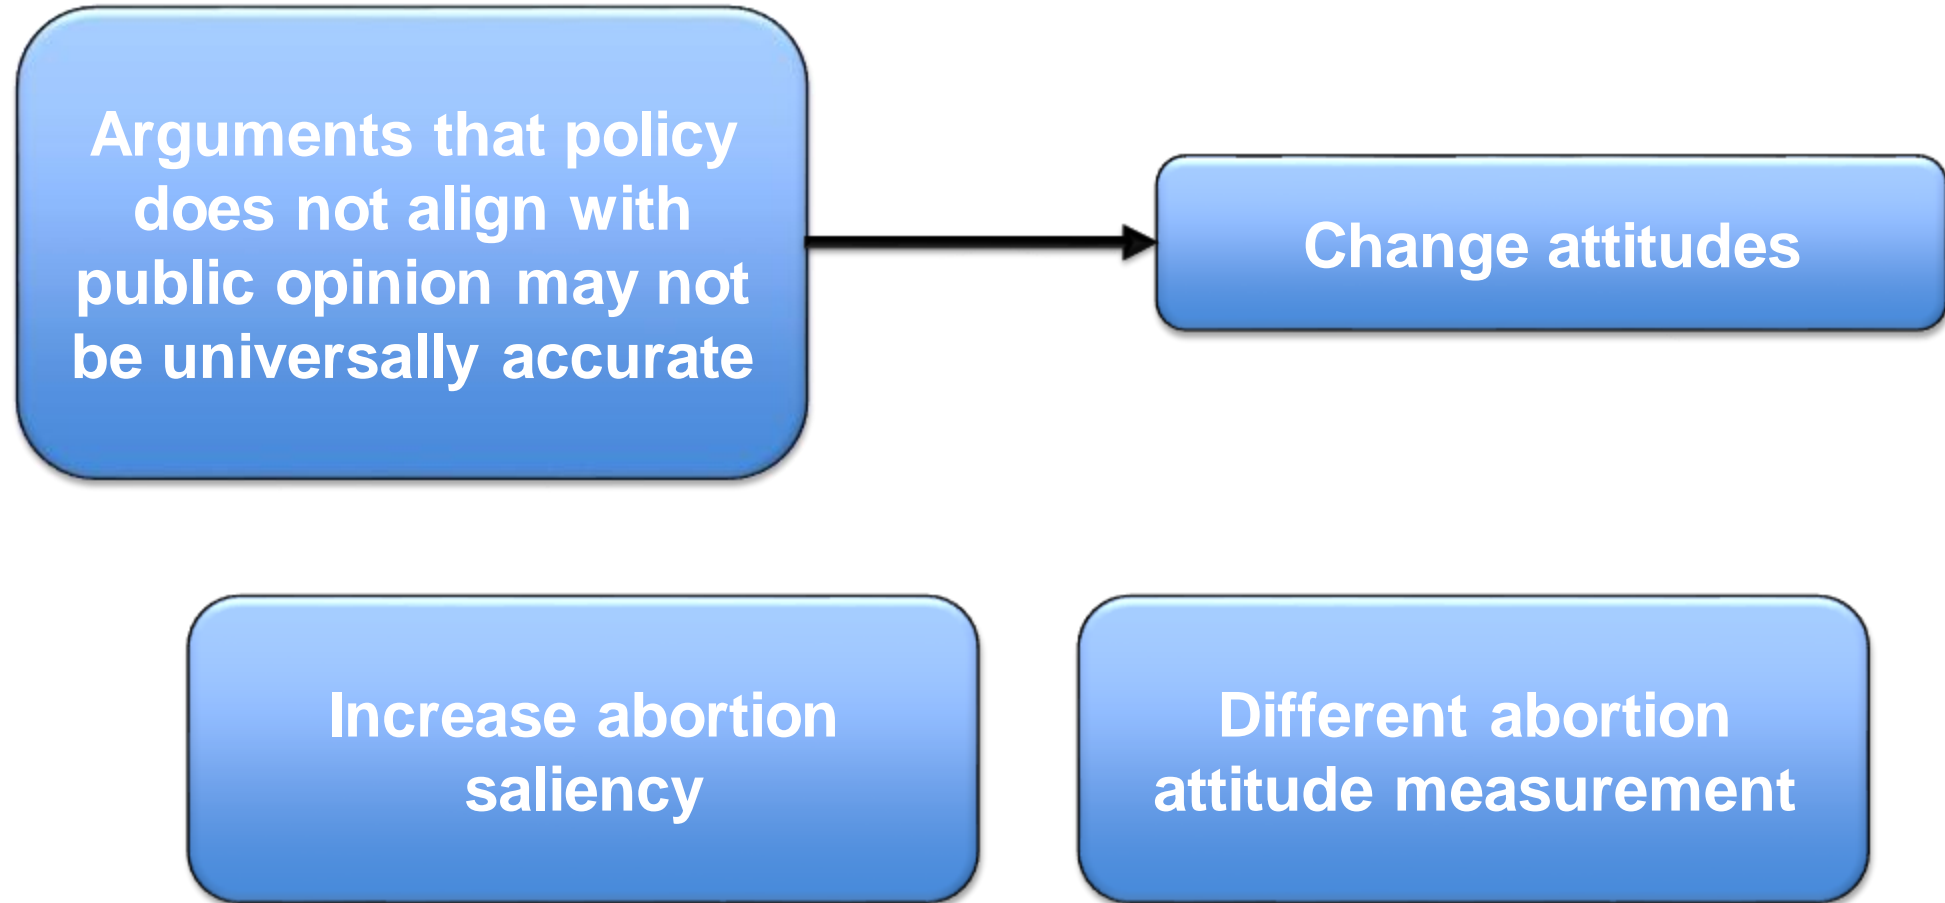 Arguments that policy
does not align with
public opinion may not
be universally accurate
Change attitudes
Increase abortion
saliency
Different abortion
attitude measurement